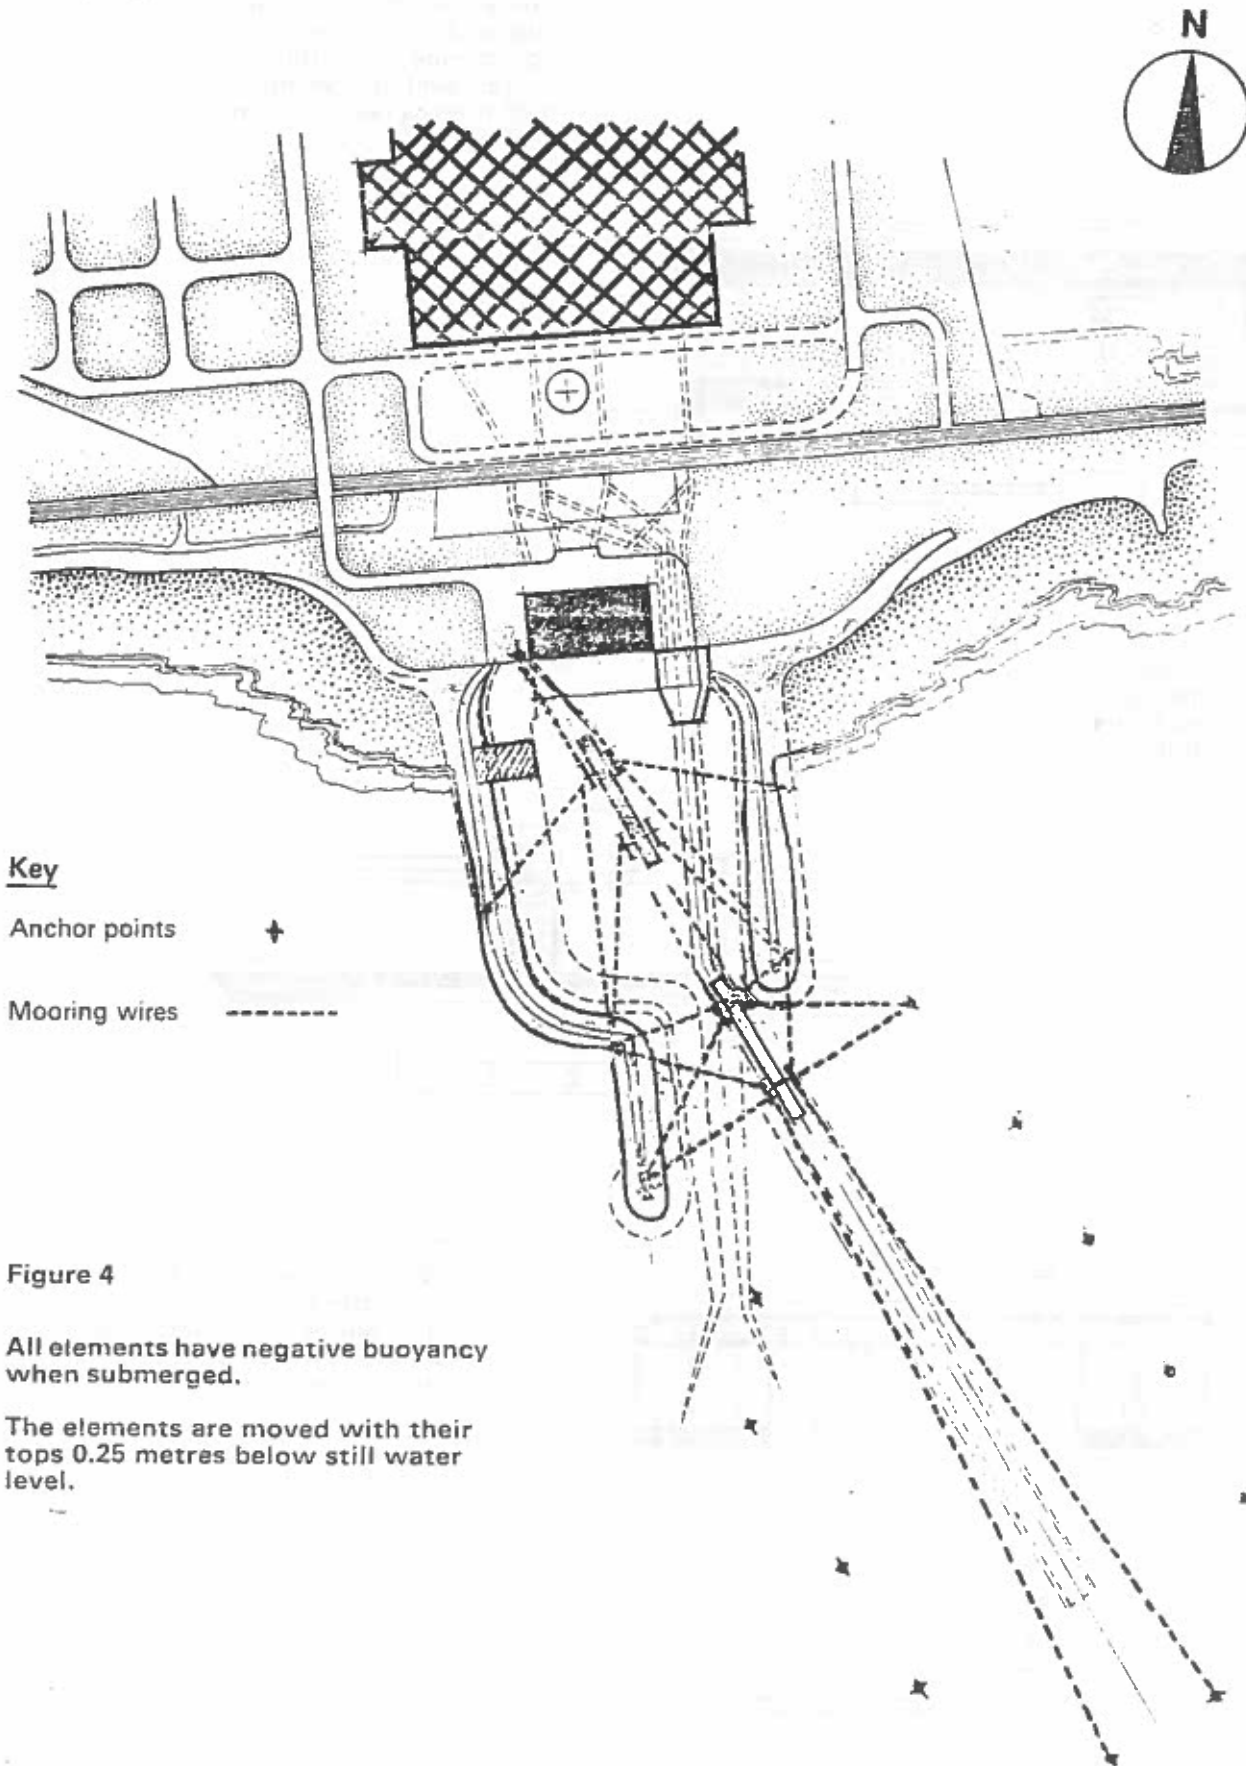 N
Key
Anchor points
Mooring wires
Figure 4
All elements have negative buoyancy
when submerged.
The elements are moved with their
tops 0.25 metres below still water
level.